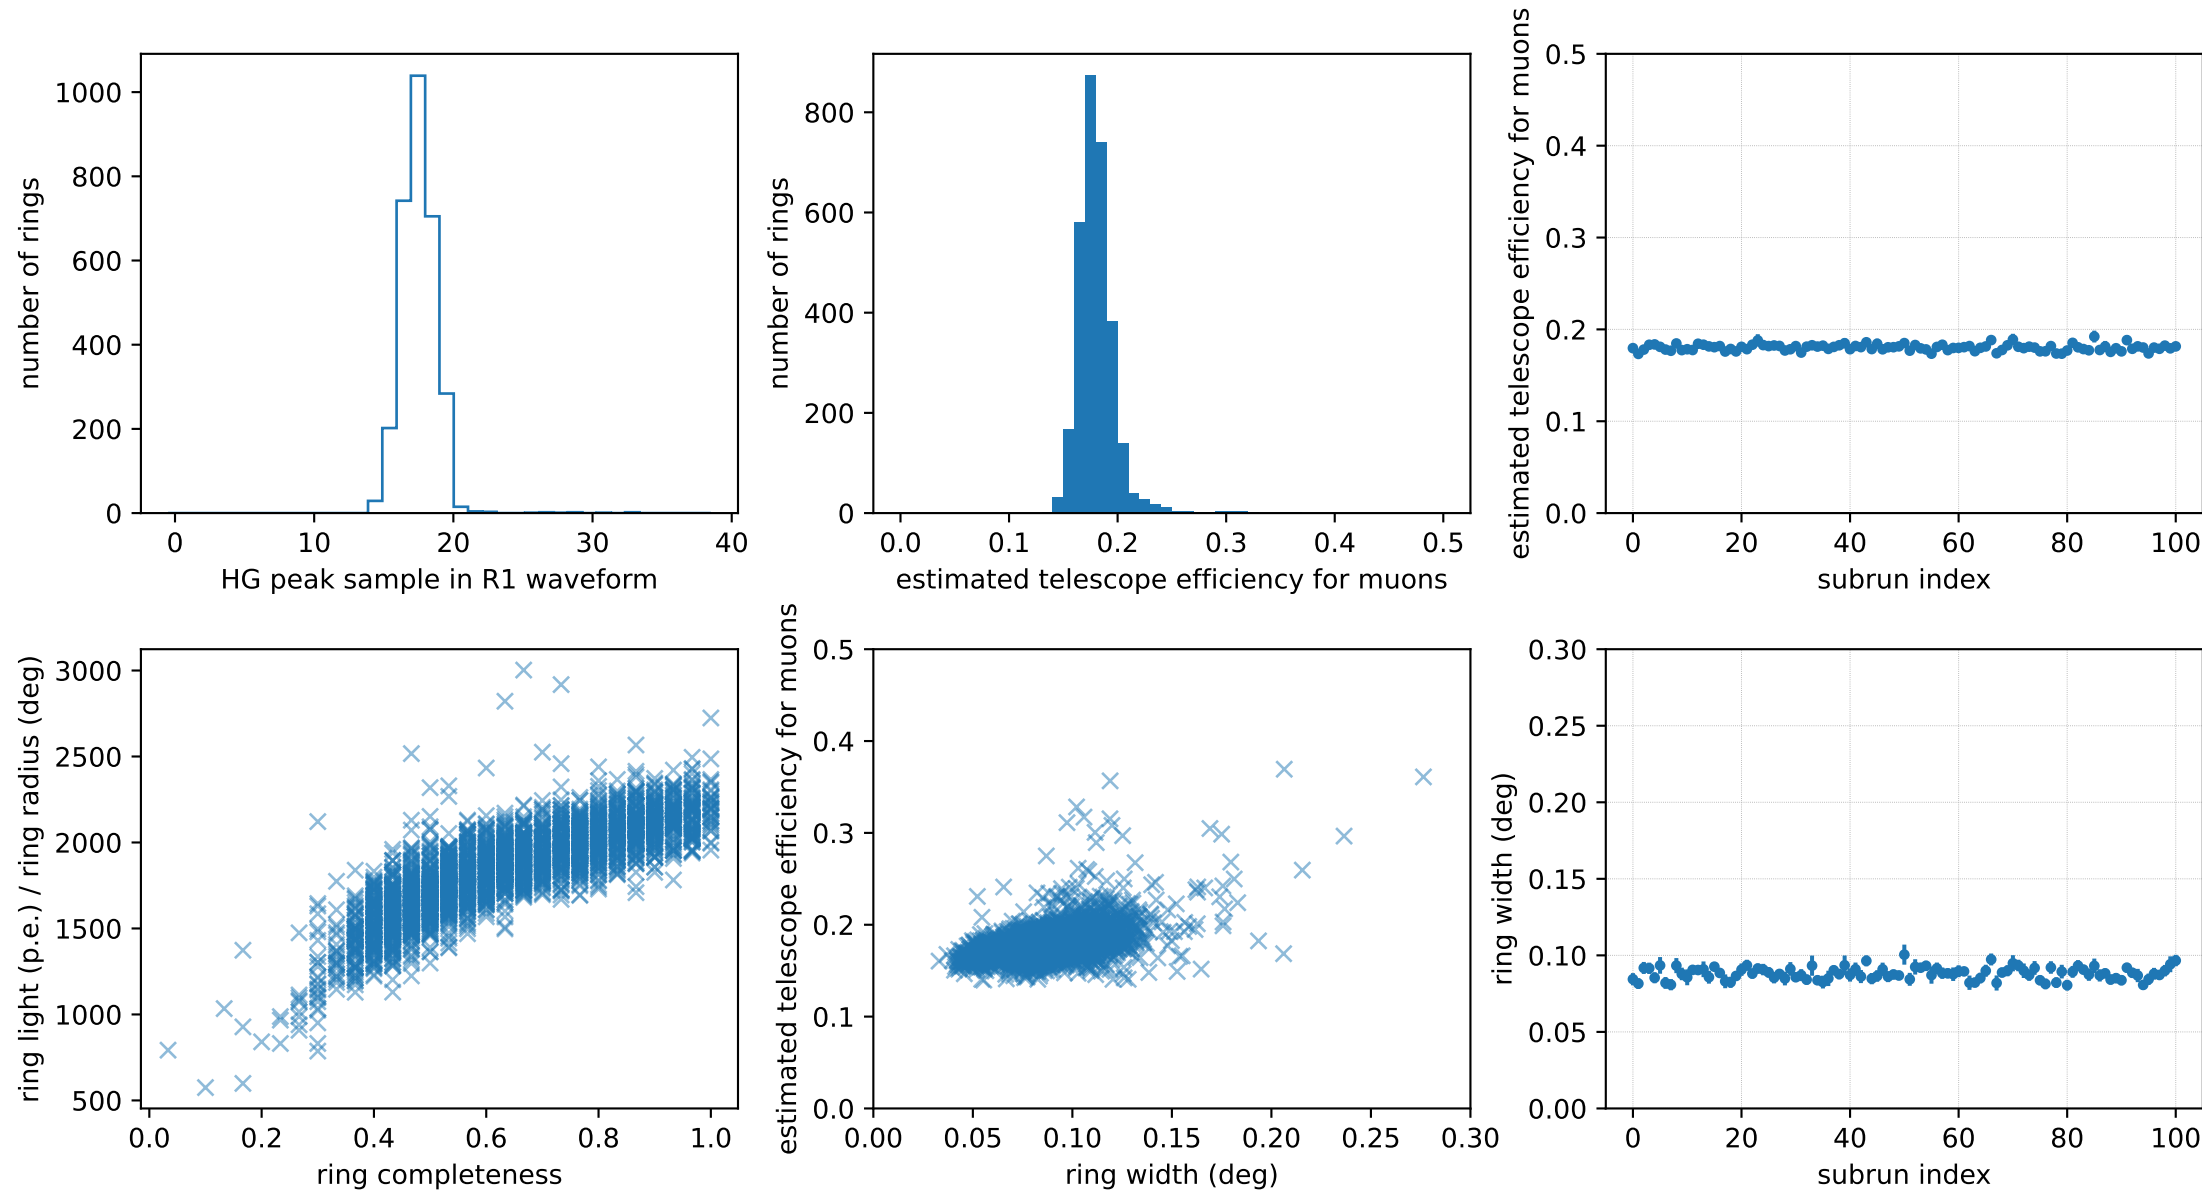 number of rings
1000
800
600
400
200
0
0 10 20 30 40
HG peak sample in R1 waveform
number of rings
800
600
400
200
0
0.0 0.1 0.2 0.3 0.4 0.5
estimated telescope efficiency for muons
estimated telescope efficiency for muons
0.5
0.4
0.3
0.2
0.1
0.0
0 20 40 60 80 100
subrun index
ring light (p.e.) / ring radius (deg)
3000
2500
2000
1500
1000
500
0.0 0.2 0.4 0.6 0.8 1.0
ring completeness
estimated telescope efficiency for muons
0.5
0.4
0.3
0.2
0.1
0.0
0.00 0.05 0.10 0.15 0.20 0.25 0.30
ring width (deg)
ring width (deg)
0.30
0.25
0.20
0.15
0.10
0.05
0.00
0 20 40 60 80 100
subrun index